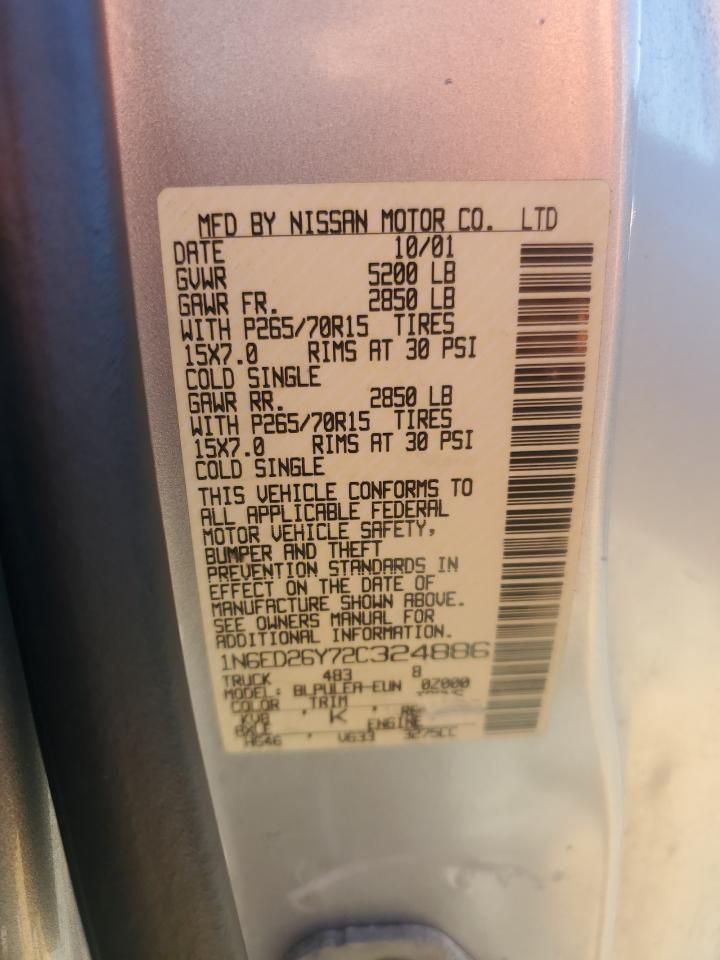 MFD BY NISSAN MOTOR CO. LTD
DATE 10/01
GVWR 5200 LB
GAWR FR. 2850 LB
WITH P265/70R15 TIRES
15X7.0 RIMS AT 30 PSI
COLD SINGLE
GAWR RR. 2850 LB
WITH P265/70R15 TIRES
15X7.0 RIMS AT 30 PSI
COLD SINGLE
THIS VEHICLE CONFORMS TO
ALL APPLICABLE FEDERAL
MOTOR VEHICLE SAFETY,
BUMPER AND THEFT
PREVENTION STANDARDS IN
EFFECT ON THE DATE OF
MANUFACTURE SHOWN ABOVE.
SEE OWNERS MANUAL FOR
ADDITIONAL INFORMATION.
1N6ED26Y72C324886
TRUCK 483 8
MODEL: BLPULEA-EUN 0Z000
COLOR TRIM
KV8 K
AXLE ENGINE
HG46 VG33 3275CC